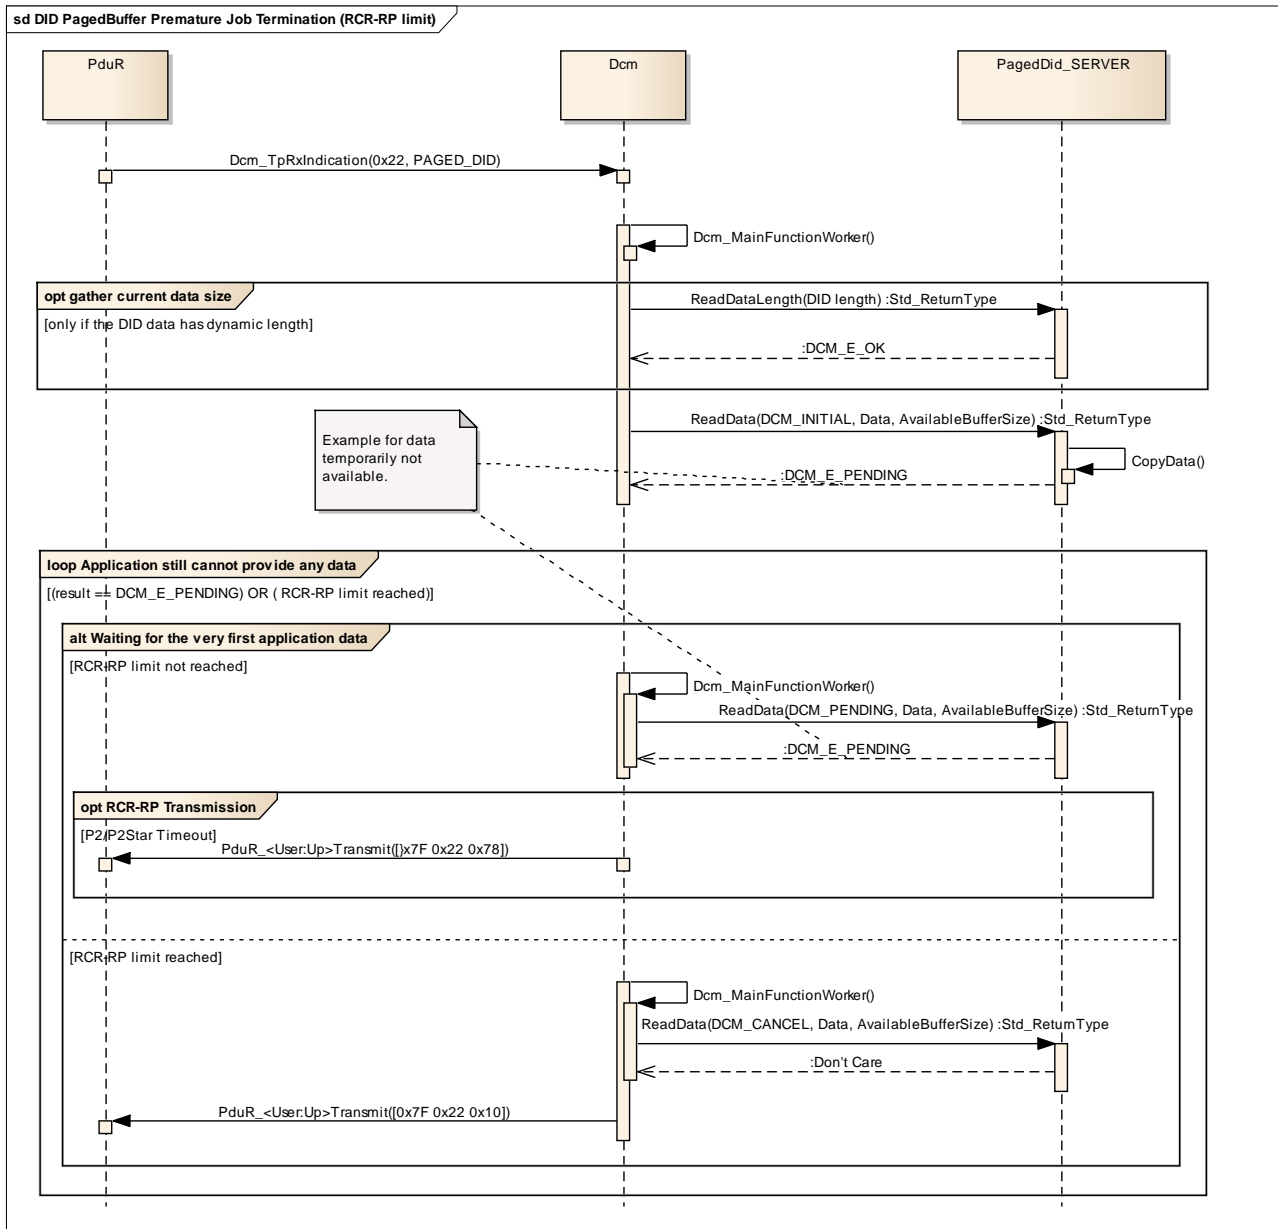 sd DID PagedBuffer Premature Job Termination (RCR-RP limit)
PduR
Dcm
PagedDid_SERVER
Dcm_TpRxIndication(0x22, PAGED_DID)
Dcm_MainFunctionWorker()
opt gather current data size
[only if the DID data has dynamic length]
ReadDataLength(DID length) :Std_ReturnType
:DCM_E_OK
ReadData(DCM_INITIAL, Data, AvailableBufferSize) :Std_ReturnType
Example for data
temporarily not
available.
CopyData()
:DCM_E_PENDING
loop Application still cannot provide any data
[(result == DCM_E_PENDING) OR ( RCR-RP limit reached)]
alt Waiting for the very first application data
[RCR-RP limit not reached]
Dcm_MainFunctionWorker()
ReadData(DCM_PENDING, Data, AvailableBufferSize) :Std_ReturnType
:DCM_E_PENDING
opt RCR-RP Transmission
[P2/P2Star Timeout]
PduR_<User:Up>Transmit([}x7F 0x22 0x78])
[RCR-RP limit reached]
Dcm_MainFunctionWorker()
ReadData(DCM_CANCEL, Data, AvailableBufferSize) :Std_ReturnType
:Don't Care
PduR_<User:Up>Transmit([0x7F 0x22 0x10])